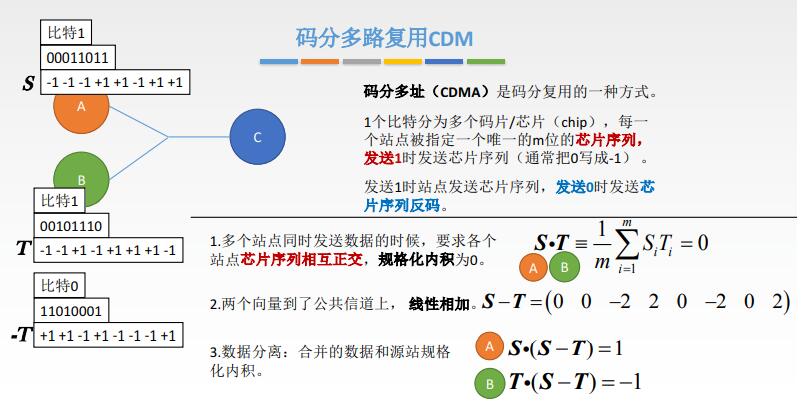 码分多路复用CDM
比特1
00011011
S -1 -1 -1 +1 +1 -1 +1 +1
A
C
B
比特1
00101110
T -1 -1 +1 -1 +1 +1 +1 -1
比特0
11010001
-T +1 +1 -1 +1 -1 -1 -1 +1
码分多址（CDMA）是码分复用的一种方式。
1个比特分为多个码片/芯片（chip），每一
个站点被指定一个唯一的m位的芯片序列，
发送1时发送芯片序列（通常把0写成-1）。
发送1时站点发送芯片序列，发送0时发送芯
片序列反码。
1.多个站点同时发送数据的时候，要求各个
站点芯片序列相互正交，规格化内积为0。
S•T ≡ 1/m ∑_{i=1}^{m} S_i T_i = 0
A B
2.两个向量到了公共信道上，线性相加。
S−T = (0 0 −2 2 0 −2 0 2)
3.数据分离：合并的数据和源站规格
化内积。
A S•(S−T) = 1
B T•(S−T) = −1